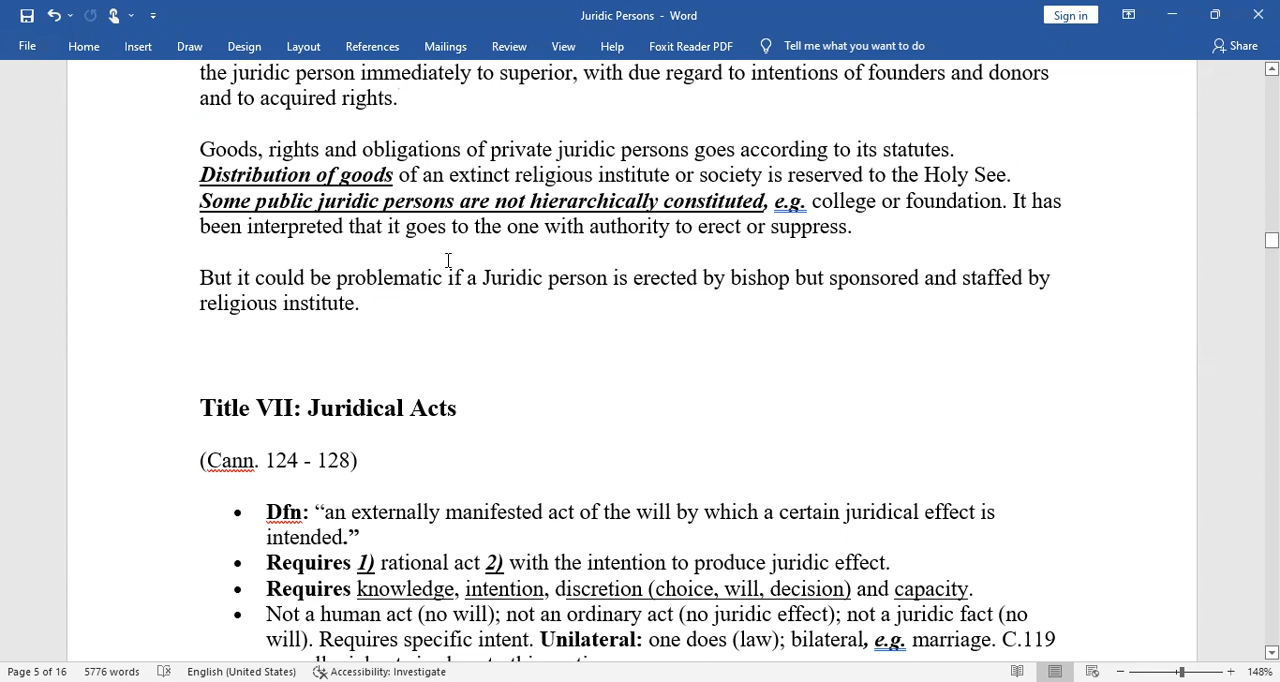 Juridic Persons - Word
Sign in
File Home Insert Draw Design Layout References Mailings Review View Help Foxit Reader PDF Tell me what you want to do Share
the juridic person immediately to superior, with due regard to intentions of founders and donors
and to acquired rights.
Goods, rights and obligations of private juridic persons goes according to its statutes.
Distribution of goods of an extinct religious institute or society is reserved to the Holy See.
Some public juridic persons are not hierarchically constituted, e.g. college or foundation. It has
been interpreted that it goes to the one with authority to erect or suppress.
But it could be problematic if a Juridic person is erected by bishop but sponsored and staffed by
religious institute.
Title VII: Juridical Acts
(Cann. 124 - 128)
• Dfn: “an externally manifested act of the will by which a certain juridical effect is
intended.”
• Requires 1) rational act 2) with the intention to produce juridic effect.
• Requires knowledge, intention, discretion (choice, will, decision) and capacity.
• Not a human act (no will); not an ordinary act (no juridic effect); not a juridic fact (no
will). Requires specific intent. Unilateral: one does (law); bilateral, e.g. marriage. C.119
Page 5 of 16 5776 words English (United States) Accessibility: Investigate 148%